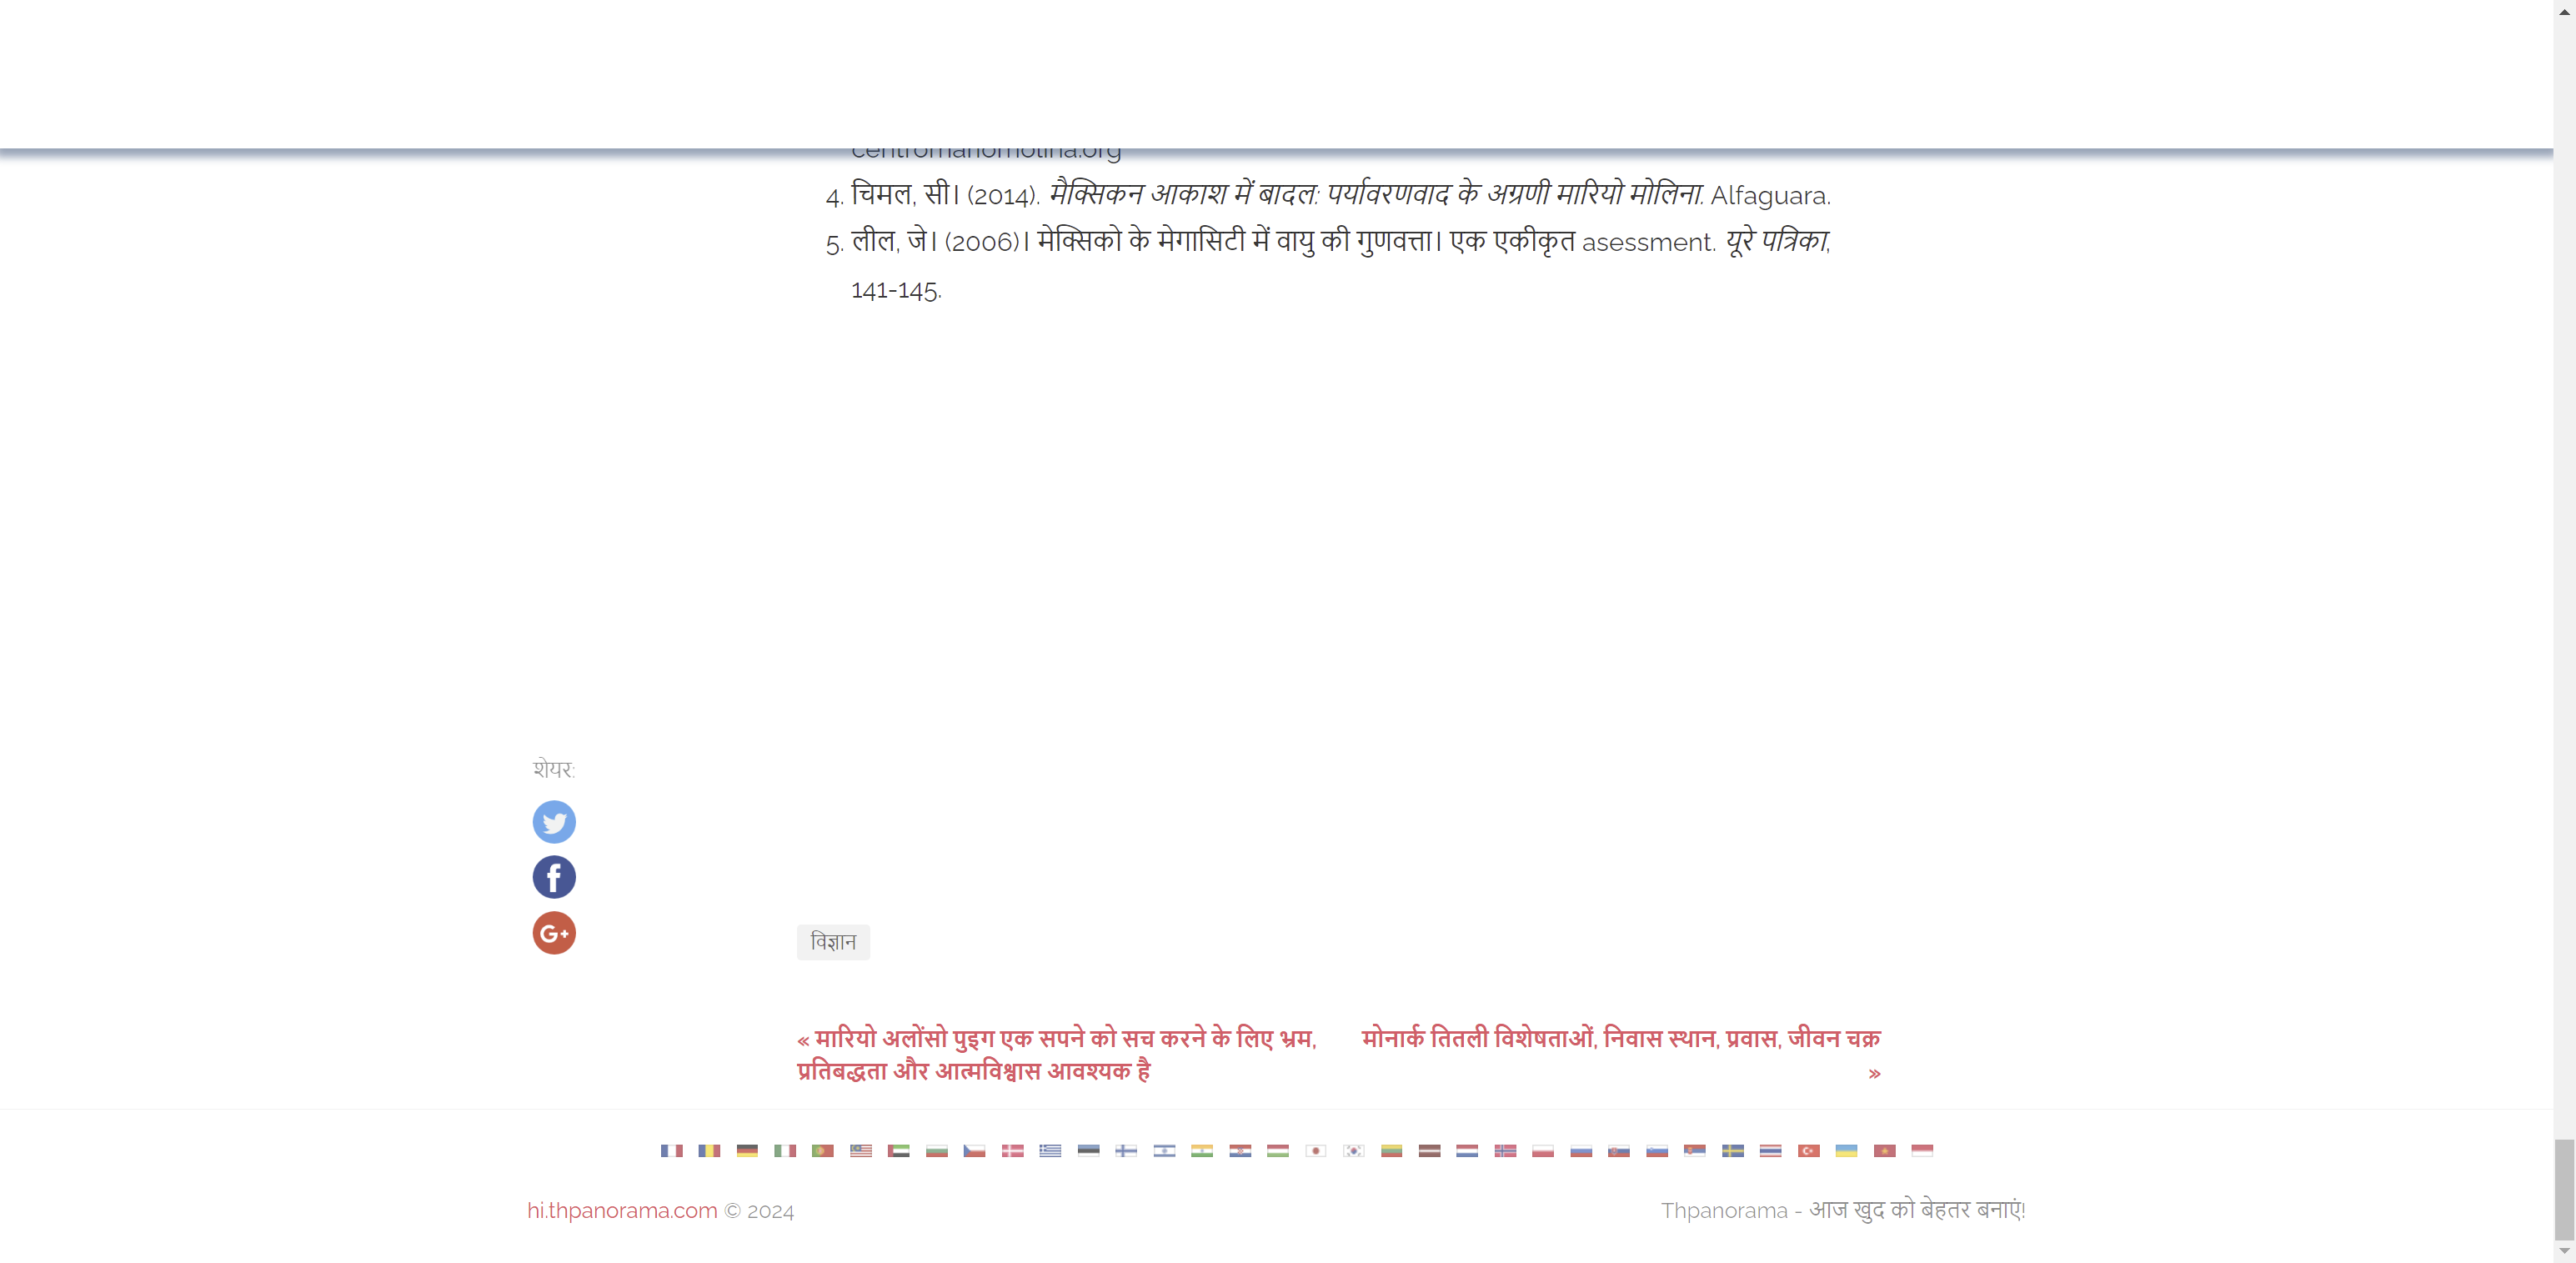 centromariomolina.org
4. चिमल, सी। (2014). मैक्सिकन आकाश में बादल: पर्यावरणवाद के अग्रणी मारियो मोलिना. Alfaguara.
5. लील, जे। (2006)। मेक्सिको के मेगासिटी में वायु की गुणवत्ता। एक एकीकृत asessment. यूरे पत्रिका,
141-145.
शेयर:
विज्ञान
« मारियो अलोंसो पुइग एक सपने को सच करने के लिए भ्रम,
प्रतिबद्धता और आत्मविश्वास आवश्यक है
मोनार्क तितली विशेषताओं, निवास स्थान, प्रवास, जीवन चक्र
»
hi.thpanorama.com © 2024
Thpanorama - आज खुद को बेहतर बनाएं!